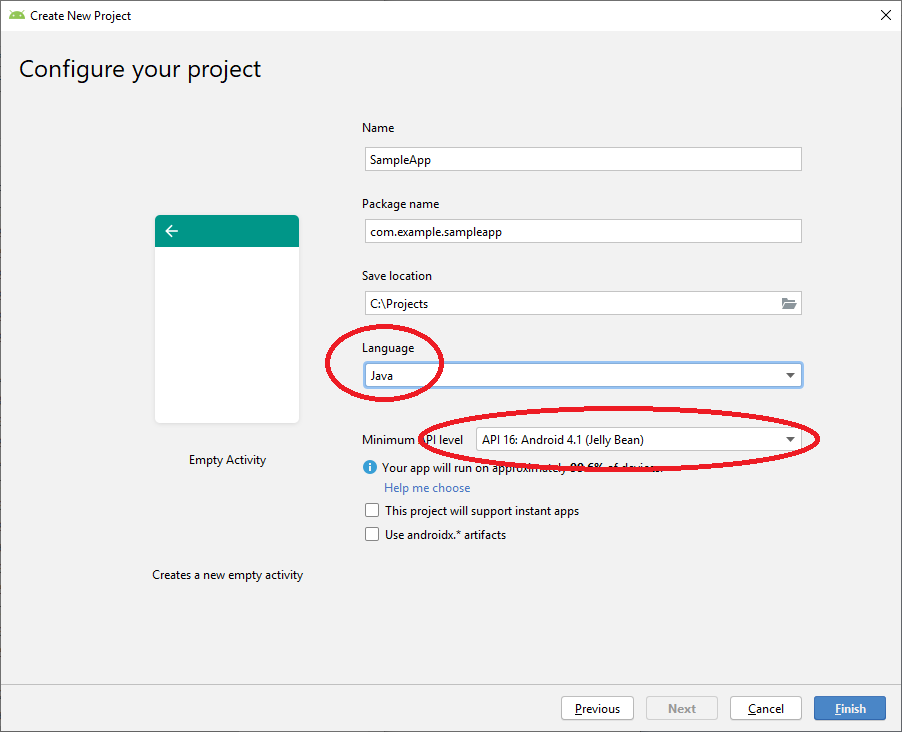 Create New Project
Configure your project
Name
SampleApp
Package name
com.example.sampleapp
Save location
C:\Projects
Language
Java
Minimum API level API 16: Android 4.1 (Jelly Bean)
Your app will run on approximately 99.6% of devices.
Help me choose
This project will support instant apps
Use androidx.* artifacts
Empty Activity
Creates a new empty activity
Previous Next Cancel Finish